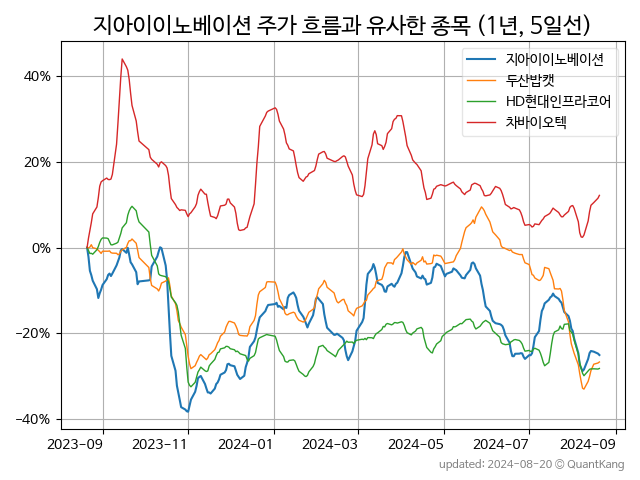 지아이이노베이션 주가 흐름과 유사한 종목 (1년, 5일선)
지아이이노베이션
두산밥캣
HD현대인프라코어
차바이오텍
40%
20%
0%
−20%
−40%
2023-09 2023-11 2024-01 2024-03 2024-05 2024-07 2024-09
updated: 2024-08-20 © QuantKang